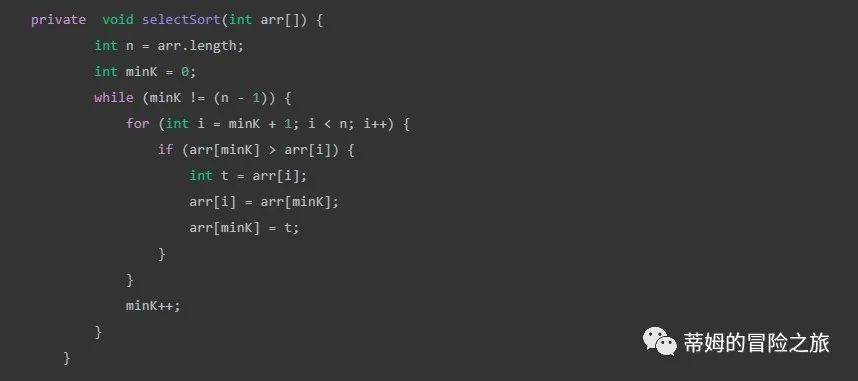 private  void selectSort(int arr[]) {
        int n = arr.length;
        int minK = 0;
        while (minK != (n - 1)) {
            for (int i = minK + 1; i < n; i++) {
                if (arr[minK] > arr[i]) {
                    int t = arr[i];
                    arr[i] = arr[minK];
                    arr[minK] = t;
                }
            }
            minK++;
        }
    }
蒂姆的冒险之旅